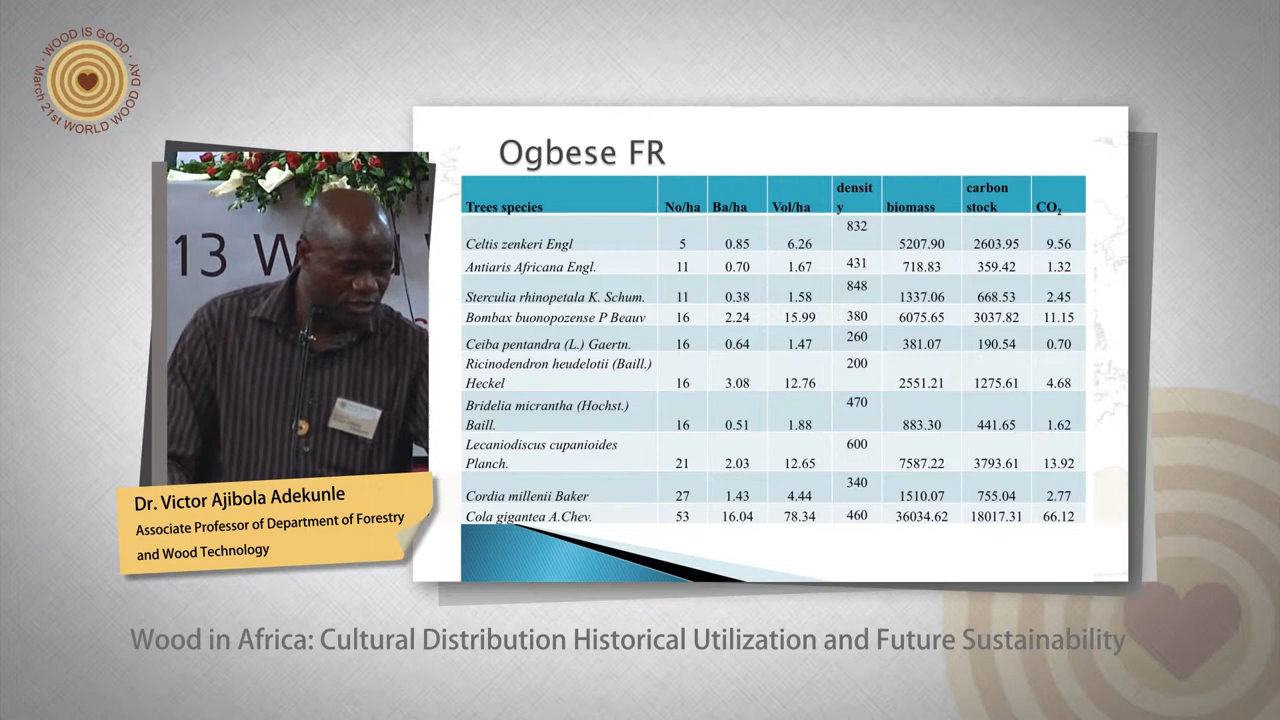 WOOD IS GOOD · WOOD DAY
March 21st WORLD
13 W
Dr. Victor Ajibola Adekunle
Associate Professor of Department of Forestry
and Wood Technology
Ogbese FR
Trees species No/ha Ba/ha Vol/ha density biomass carbon stock CO₂
Celtis zenkeri Engl 5 0.85 6.26 832 5207.90 2603.95 9.56
Antiaris Africana Engl. 11 0.70 1.67 431 718.83 359.42 1.32
Sterculia rhinopetala K. Schum. 11 0.38 1.58 848 1337.06 668.53 2.45
Bombax buonopozense P Beauv 16 2.24 15.99 380 6075.65 3037.82 11.15
Ceiba pentandra (L.) Gaertn. 16 0.64 1.47 260 381.07 190.54 0.70
Ricinodendron heudelotii (Baill.)
Heckel 16 3.08 12.76 200 2551.21 1275.61 4.68
Bridelia micrantha (Hochst.)
Baill. 16 0.51 1.88 470 883.30 441.65 1.62
Lecaniodiscus cupanioides
Planch. 21 2.03 12.65 600 7587.22 3793.61 13.92
Cordia millenii Baker 27 1.43 4.44 340 1510.07 755.04 2.77
Cola gigantea A.Chev. 53 16.04 78.34 460 36034.62 18017.31 66.12
Wood in Africa: Cultural Distribution Historical Utilization and Future Sustainability